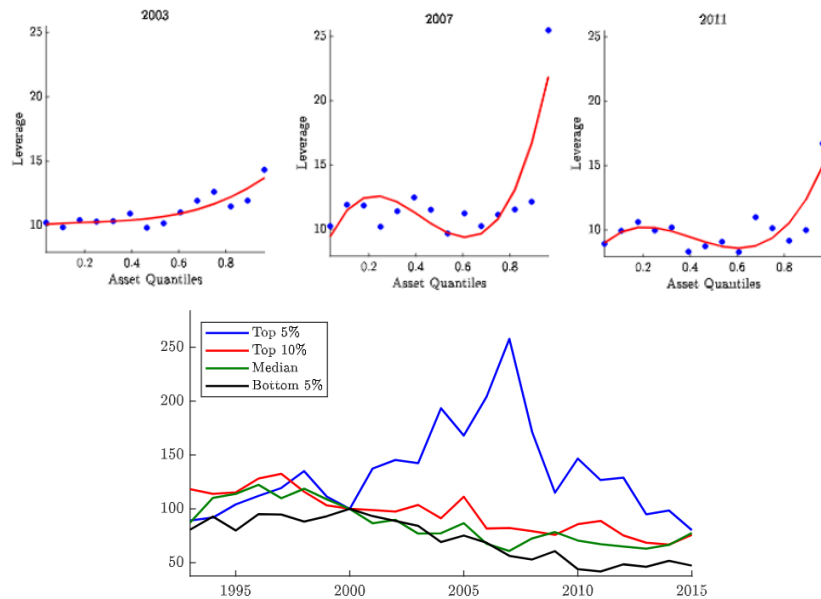 2003
2007
2011
25
20
15
10
Leverage
0.2 0.4 0.6 0.8
Asset Quantiles
25
20
15
10
Leverage
0.2 0.4 0.6 0.8
Asset Quantiles
25
20
15
10
Leverage
0.2 0.4 0.6 0.8
Asset Quantiles
Top 5%
Top 10%
Median
Bottom 5%
250
200
150
100
50
1995 2000 2005 2010 2015